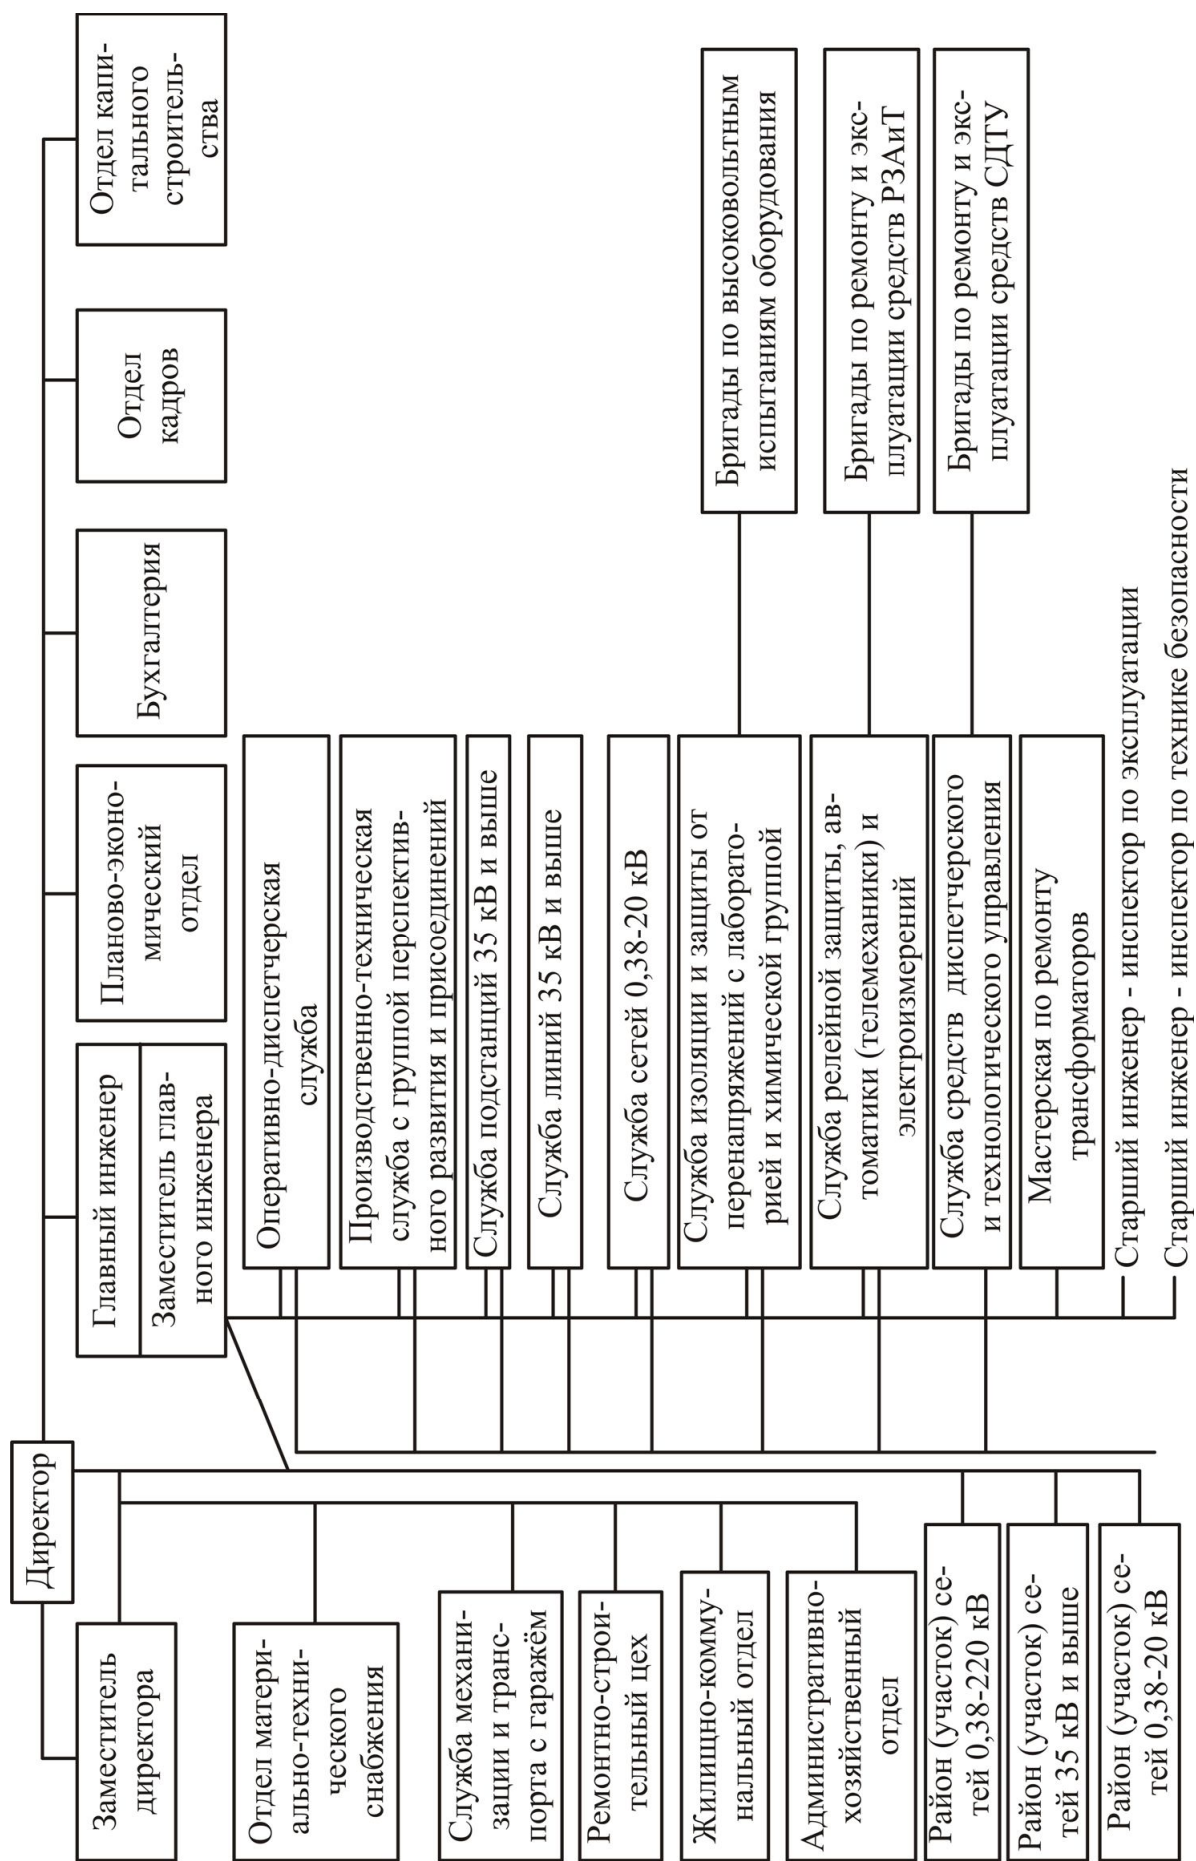 Директор
Заместитель
директора
Главный инженер
Заместитель глав-
ного инженера
Планово-эконо-
мический
отдел
Бухгалтерия
Отдел
кадров
Отдел капи-
тального
строитель-
ства
Отдел матери-
ально-техни-
ческого
снабжения
Служба механи-
зации и транс-
порта с гаражём
Ремонтно-строи-
тельный цех
Жилищно-комму-
нальный отдел
Административно-
хозяйственный
отдел
Район (участок) се-
тей 0,38-220 кВ
Район (участок) се-
тей 35 кВ и выше
Район (участок) се-
тей 0,38-20 кВ
Оперативно-диспетчерская
служба
Производственно-техническая
служба с группой перспектив-
ного развития и присоединений
Служба подстанций 35 кВ и выше
Служба линий 35 кВ и выше
Служба сетей 0,38-20 кВ
Служба изоляции и защиты от
перенапряжений с лаборато-
рией и химической группой
Служба релейной защиты, ав-
томатики (телемеханики) и
электроизмерений
Служба средств диспетчерского
и технологического управления
Мастерская по ремонту
трансформаторов
Старший инженер - инспектор по эксплуатации
Старший инженер - инспектор по технике безопасности
Бригады по высоковольтным
испытаниям оборудования
Бригады по ремонту и экс-
плуатации средств РЗАиТ
Бригады по ремонту и экс-
плуатации средств СДТУ